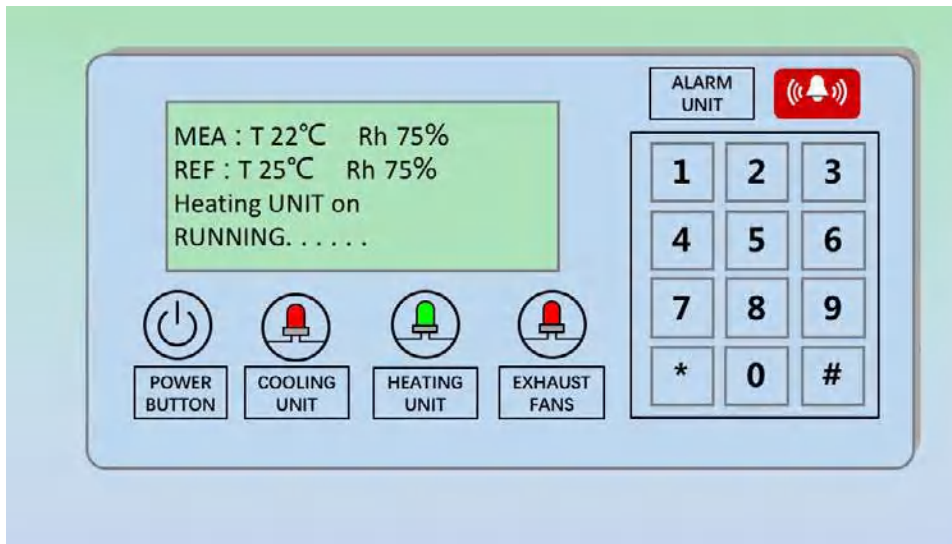 MEA : T 22℃ Rh 75%
REF : T 25℃ Rh 75%
Heating UNIT on
RUNNING. . . . . .
POWER
BUTTON
COOLING
UNIT
HEATING
UNIT
EXHAUST
FANS
ALARM
UNIT
1 2 3
4 5 6
7 8 9
* 0 #